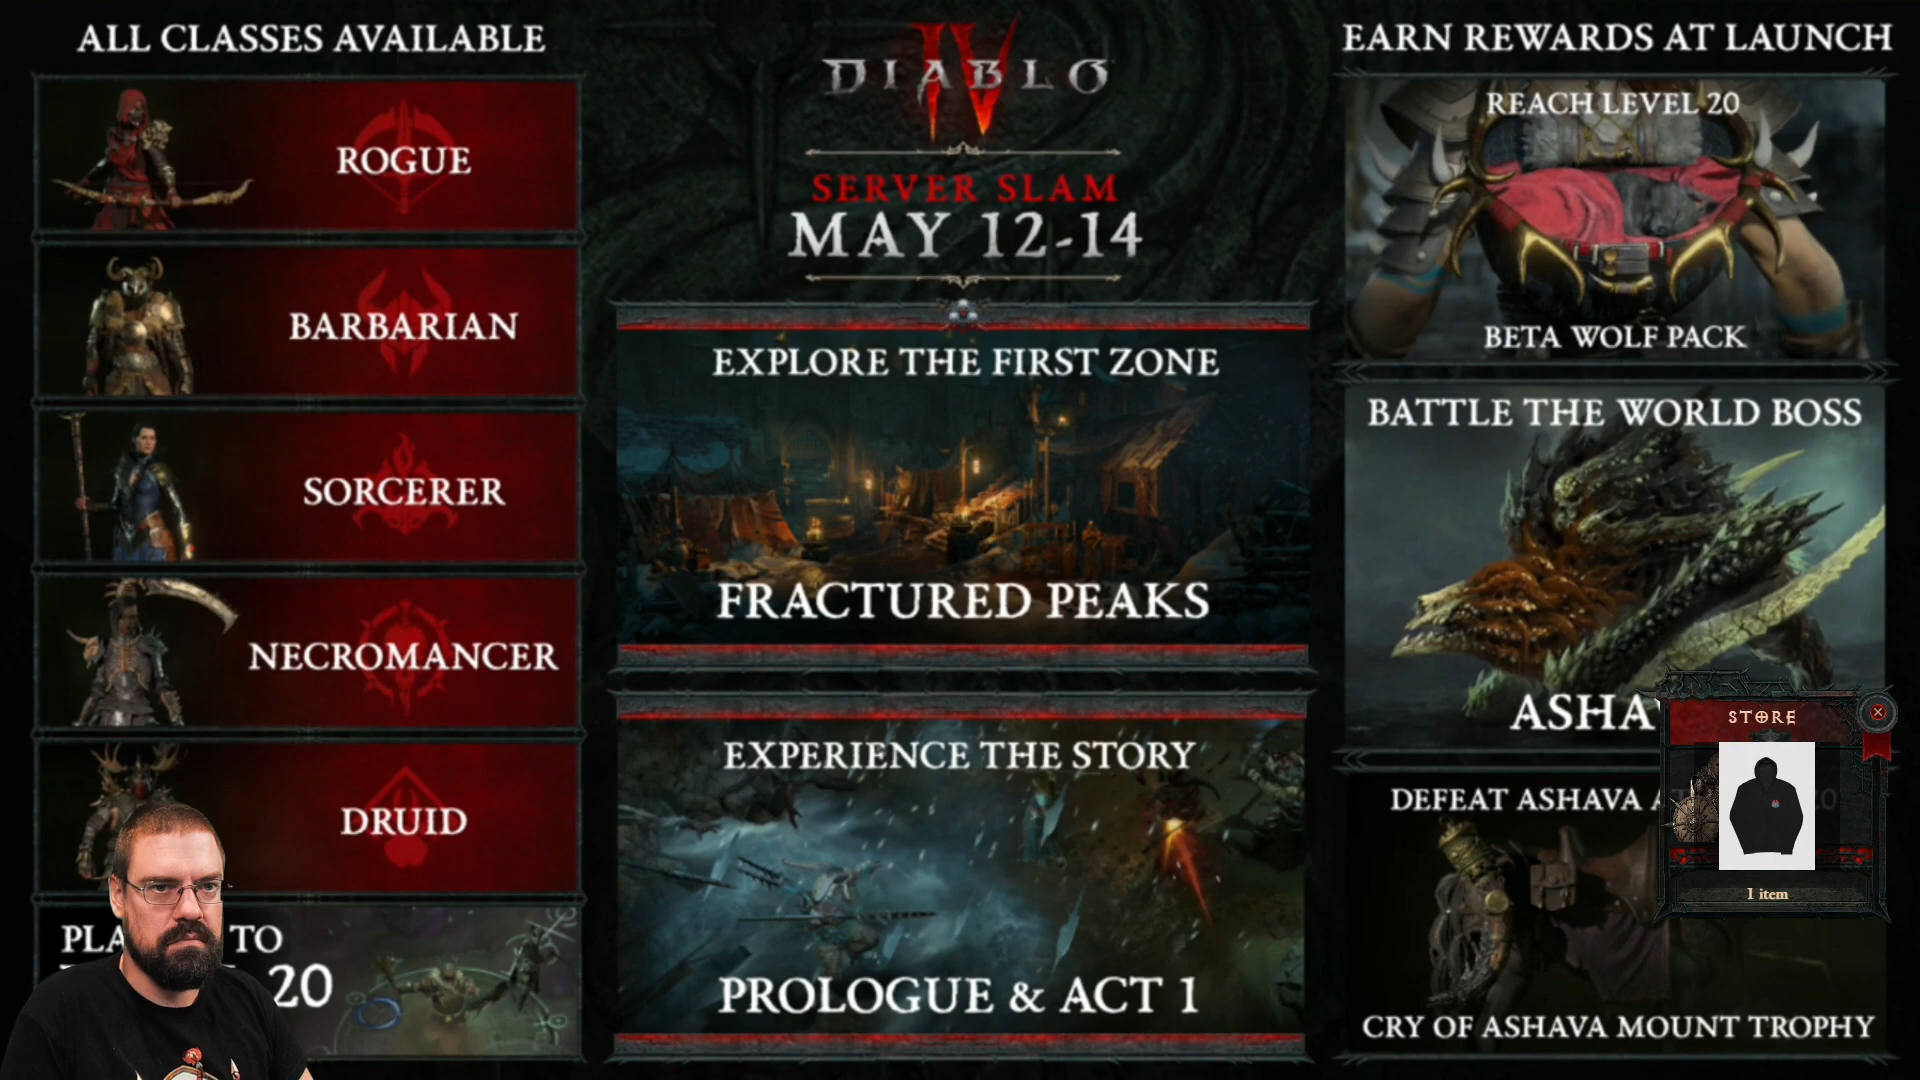 ALL CLASSES AVAILABLE
ROGUE
BARBARIAN
SORCERER
NECROMANCER
DRUID
TO
20
DIABLO
IV
SERVER SLAM
MAY 12-14
EXPLORE THE FIRST ZONE
FRACTURED PEAKS
EXPERIENCE THE STORY
PROLOGUE & ACT 1
EARN REWARDS AT LAUNCH
REACH LEVEL 20
BETA WOLF PACK
BATTLE THE WORLD BOSS
DEFEAT ASHAVA
CRY OF ASHAVA MOUNT TROPHY
STORE
1 item